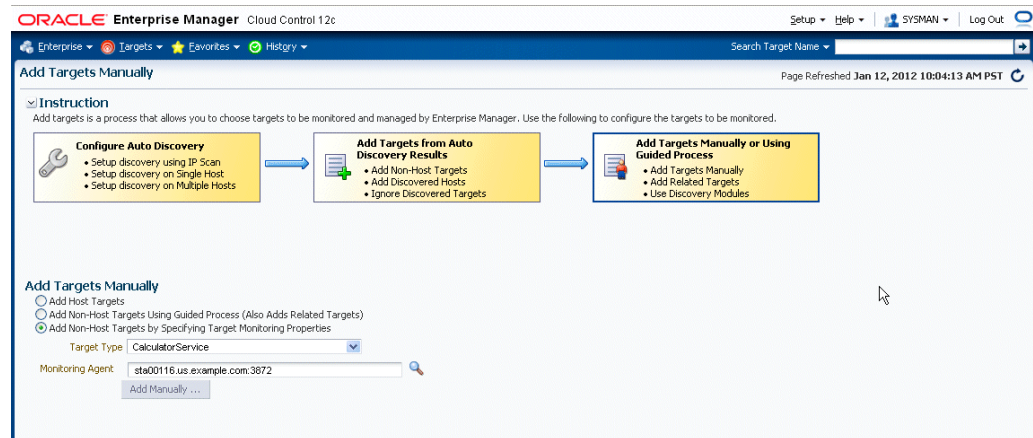 ORACLE Enterprise Manager Cloud Control 12c
Setup Help SYSMAN Log Out
Enterprise Targets Favorites History
Search Target Name
Add Targets Manually
Page Refreshed Jan 12, 2012 10:04:13 AM PST
Instruction
Add targets is a process that allows you to choose targets to be monitored and managed by Enterprise Manager. Use the following to configure the targets to be monitored.
Configure Auto Discovery
• Setup discovery using IP Scan
• Setup discovery on Single Host
• Setup discovery on Multiple Hosts
Add Targets from Auto
Discovery Results
• Add Non-Host Targets
• Add Discovered Hosts
• Ignore Discovered Targets
Add Targets Manually or Using
Guided Process
• Add Targets Manually
• Add Related Targets
• Use Discovery Modules
Add Targets Manually
Add Host Targets
Add Non-Host Targets Using Guided Process (Also Adds Related Targets)
Add Non-Host Targets by Specifying Target Monitoring Properties
Target Type CalculatorService
Monitoring Agent sta00116.us.example.com:3872
Add Manually ...